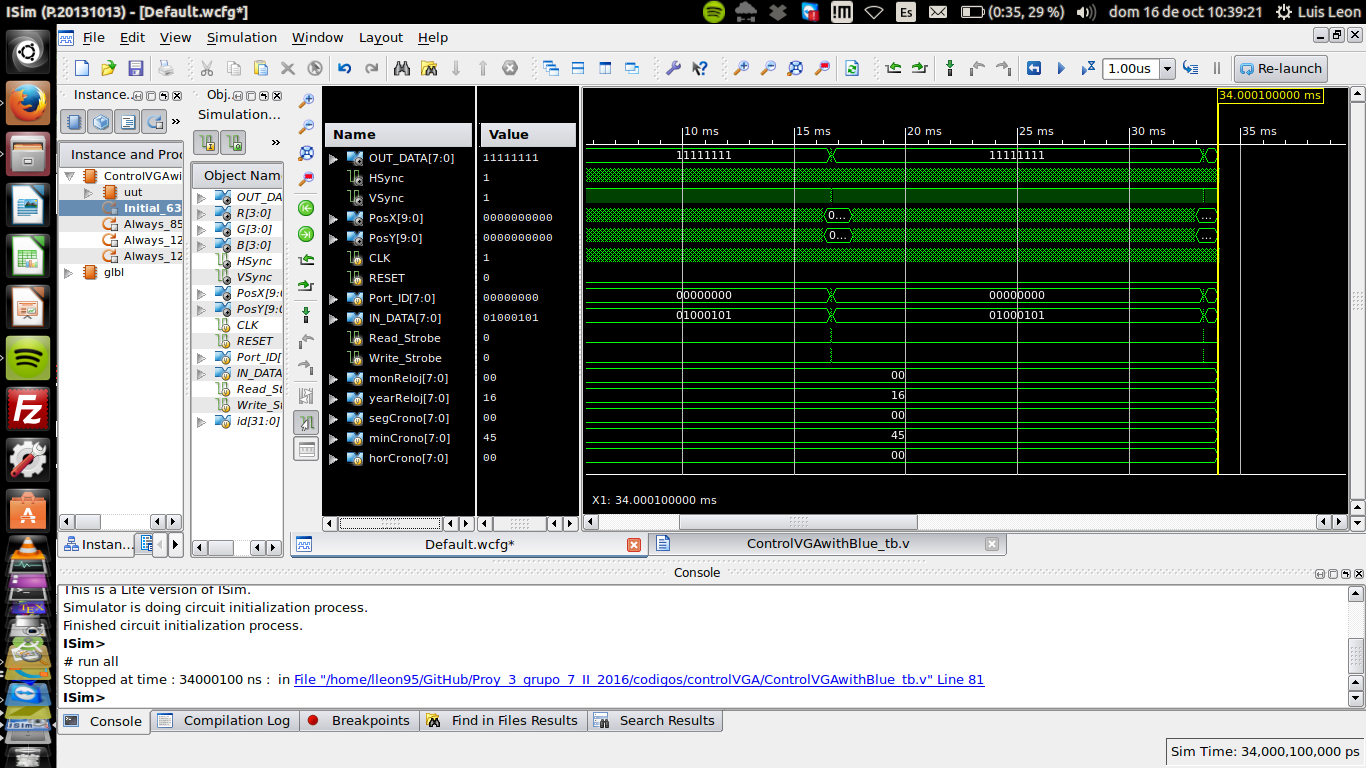 ISim (P.20131013) - [Default.wcfg*]
Es
(0:35, 29 %)
dom 16 de oct 10:39:21
Luis Leon
File Edit View Simulation Window Layout Help
1.00us
Re-launch
Instance...
Instance and Proc
ControlVGAwi
uut
Initial_63
Always_85
Always_12
Always_12
glbl
Obj...
Simulation...
Object Nam
OUT_DA
R[3:0]
G[3:0]
B[3:0]
HSync
VSync
PosX[9:0
PosY[9:0
CLK
RESET
Port_ID[
IN_DATA
Read_St
Write_St
id[31:0]
Name Value
OUT_DATA[7:0] 11111111
HSync 1
VSync 1
PosX[9:0] 0000000000
PosY[9:0] 0000000000
CLK 1
RESET 0
Port_ID[7:0] 00000000
IN_DATA[7:0] 01000101
Read_Strobe 0
Write_Strobe 0
monReloj[7:0] 00
yearReloj[7:0] 16
segCrono[7:0] 00
minCrono[7:0] 45
horCrono[7:0] 00
34.000100000 ms
10 ms 15 ms 20 ms 25 ms 30 ms 35 ms
11111111 11111111
0... ...
0... ...
00000000 00000000
01000101 01000101
00
16
00
45
00
X1: 34.000100000 ms
Instan...
Default.wcfg*
ControlVGAwithBlue_tb.v
Console
This is a Lite version of ISim.
Simulator is doing circuit initialization process.
Finished circuit initialization process.
ISim>
# run all
Stopped at time : 34000100 ns : in File "/home/lleon95/GitHub/Proy_3_grupo_7_II_2016/codigos/controlVGA/ControlVGAwithBlue_tb.v" Line 81
ISim>
Console Compilation Log Breakpoints Find in Files Results Search Results
Sim Time: 34,000,100,000 ps